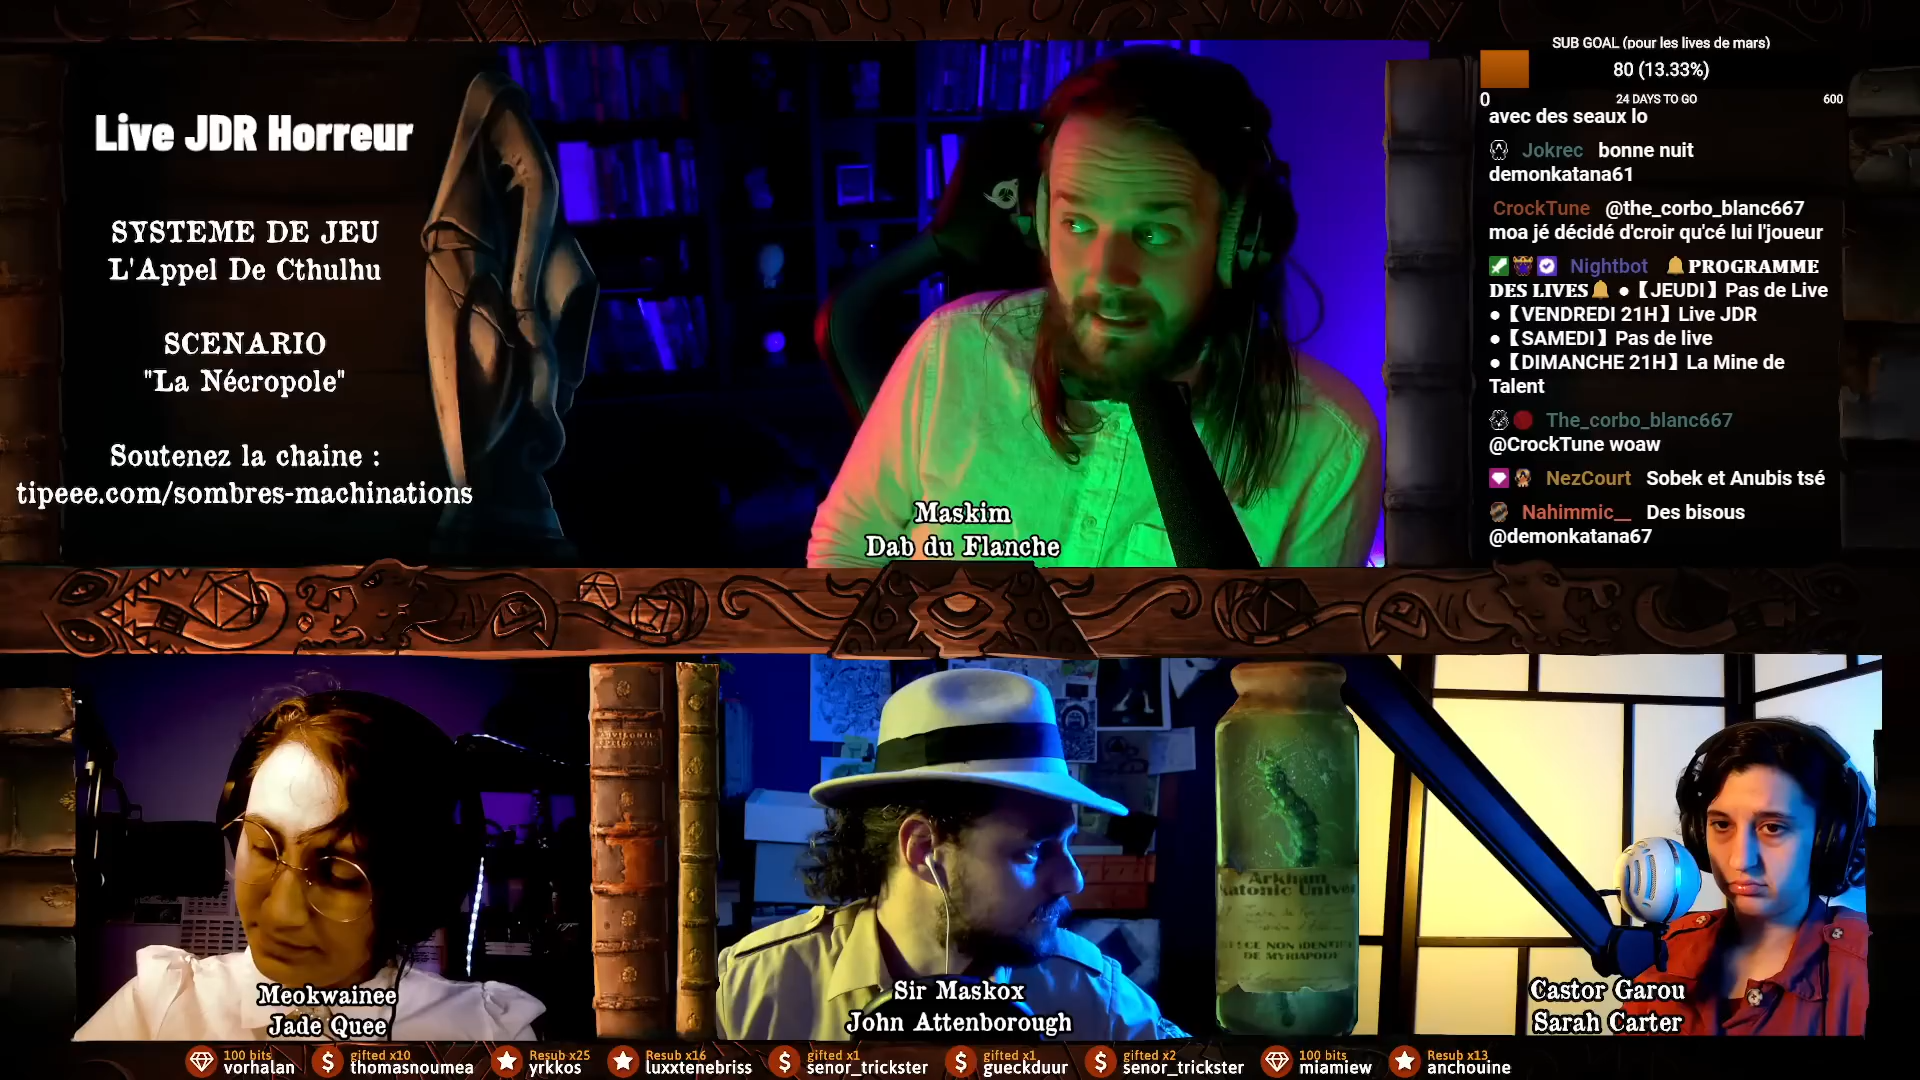 Live JDR Horreur
SYSTEME DE JEU
L'Appel De Cthulhu
SCENARIO
"La Nécropole"
Soutenez la chaine :
tipeee.com/sombres-machinations
Maskim
Dab du Flanche
SUB GOAL (pour les lives de mars)
80 (13.33%)
0 24 DAYS TO GO 600
avec des seaux lo
Jokrec bonne nuit
demonkatana61
CrockTune @the_corbo_blanc667
moa jé décidé d'croir qu'cé lui l'joueur
Nightbot 🔔 PROGRAMME
DES LIVES🔔 ●【JEUDI】Pas de Live
●【VENDREDI 21H】Live JDR
●【SAMEDI】Pas de live
●【DIMANCHE 21H】La Mine de
Talent
The_corbo_blanc667
@CrockTune woaw
NezCourt Sobek et Anubis tsé
Nahimmic__ Des bisous
@demonkatana67
Meokwainee
Jade Quee
Sir Maskox
John Attenborough
Arkham
DE MYRIAPODE
Castor Garou
Sarah Carter
100 bits
vorhalan
gifted x10
thomasnoumea
Resub x25
yrkkos
Resub x16
luxxtenebriss
gifted x1
senor_trickster
gifted x1
gueckduur
gifted x2
senor_trickster
100 bits
miamiew
Resub x13
anchouine